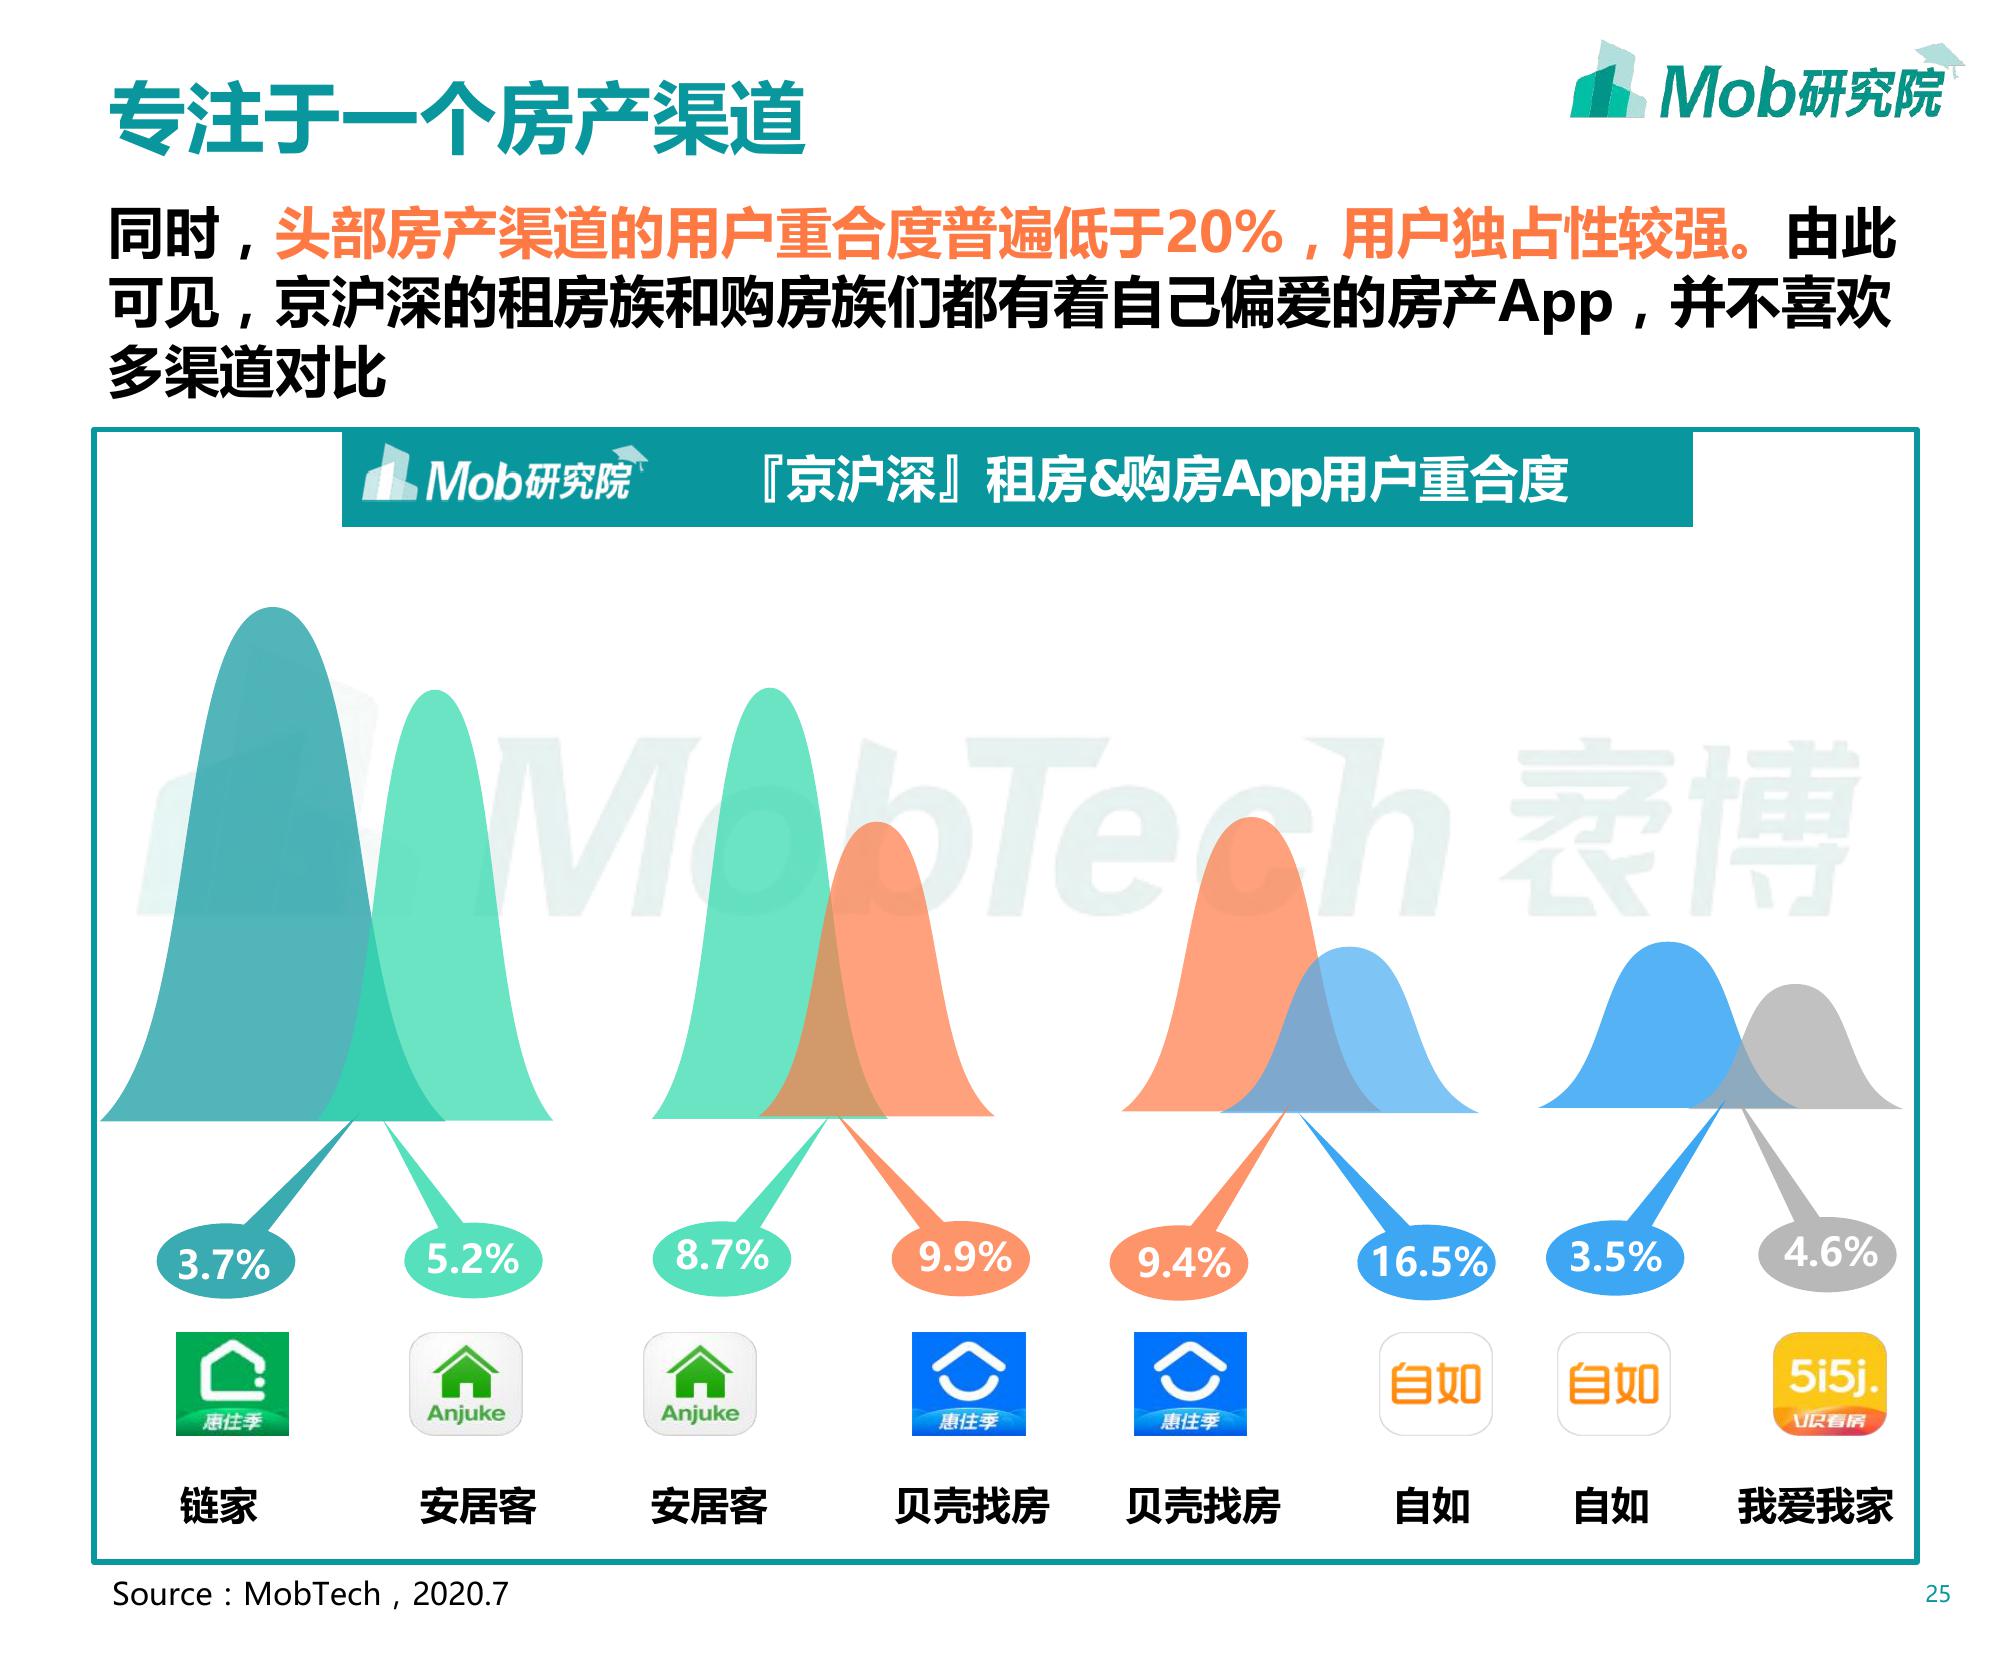 专注于一个房产渠道
Mob研究院
同时，头部房产渠道的用户重合度普遍低于20%，用户独占性较强。由此
可见，京沪深的租房族和购房族们都有着自己偏爱的房产App，并不喜欢
多渠道对比
Mob研究院 『京沪深』租房&购房App用户重合度
MobTech 袤博
3.7% 5.2% 8.7% 9.9% 9.4% 16.5% 3.5% 4.6%
Anjuke Anjuke 自如 自如 5i5j.
惠住季 惠住季 惠住季 VR看房
链家 安居客 安居客 贝壳找房 贝壳找房 自如 自如 我爱我家
Source：MobTech，2020.7
25